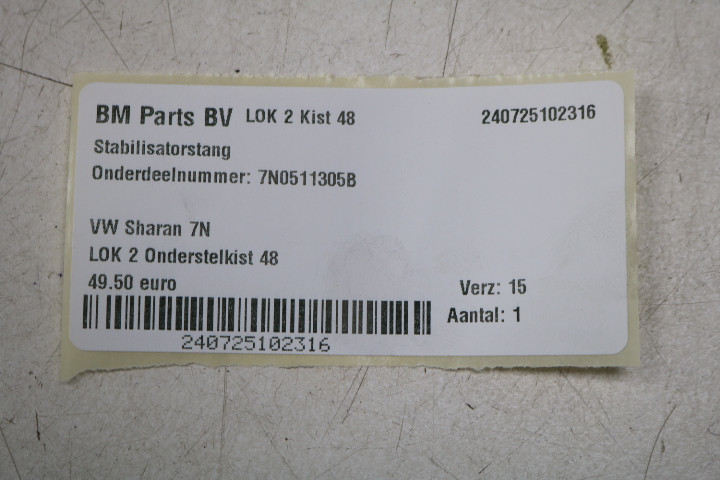 BM Parts BV LOK 2 Kist 48 240725102316
Stabilisatorstang
Onderdeelnummer: 7N0511305B
VW Sharan 7N
LOK 2 Onderstelkist 48
49.50 euro Verz: 15
Aantal: 1
240725102316